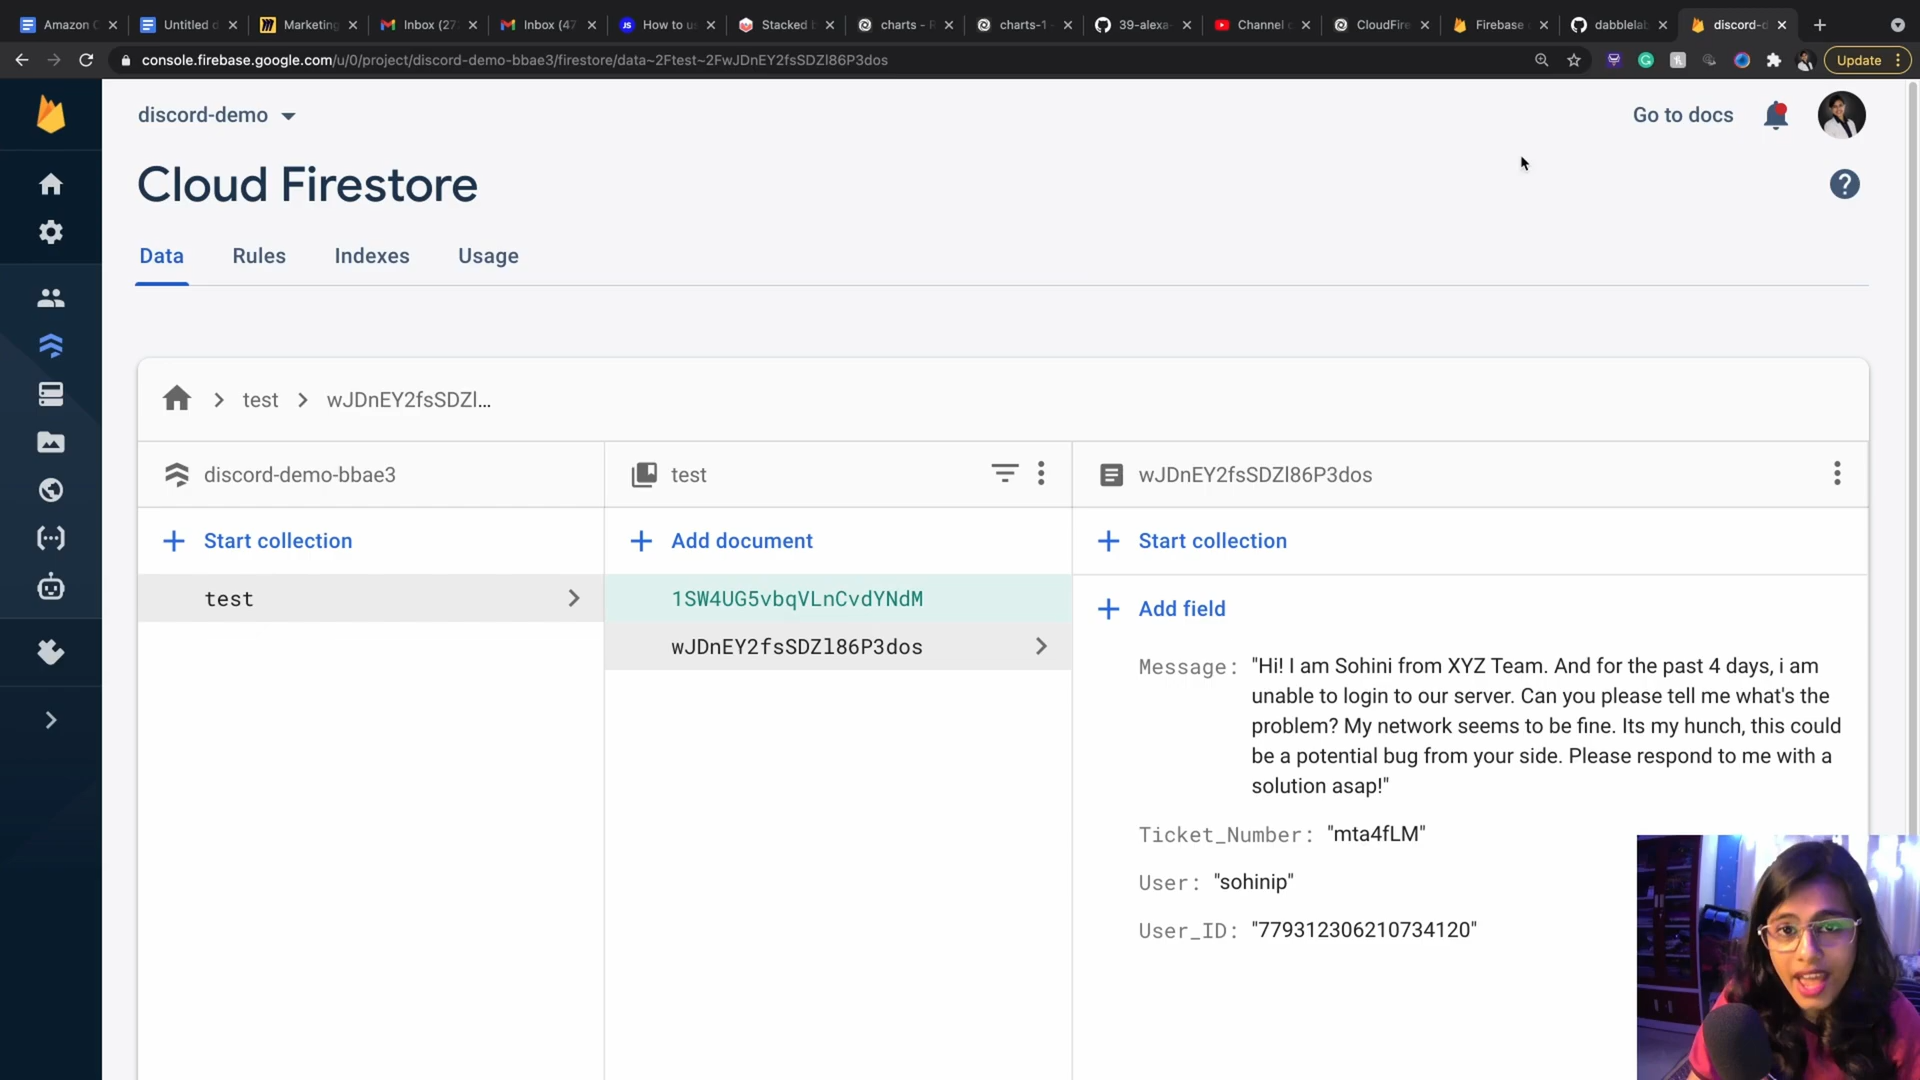 Amazon
Untitled d
Marketing
Inbox (27
Inbox (47
How to us
Stacked b
charts - R
charts-1 -
39-alexa-
Channel c
CloudFire
Firebase
dabblelab
discord-d
console.firebase.google.com/u/0/project/discord-demo-bbae3/firestore/data~2Ftest~2FwJDnEY2fsSDZl86P3dos
Update
discord-demo
Go to docs
Cloud Firestore
Data Rules Indexes Usage
test wJDnEY2fsSDZl...
discord-demo-bbae3
test
wJDnEY2fsSDZl86P3dos
+ Start collection
+ Add document
+ Start collection
test
1SW4UG5vbqVLnCvdYNdM
wJDnEY2fsSDZl86P3dos
+ Add field
Message: "Hi! I am Sohini from XYZ Team. And for the past 4 days, i am
unable to login to our server. Can you please tell me what's the
problem? My network seems to be fine. Its my hunch, this could
be a potential bug from your side. Please respond to me with a
solution asap!"
Ticket_Number: "mta4fLM"
User: "sohinip"
User_ID: "779312306210734120"